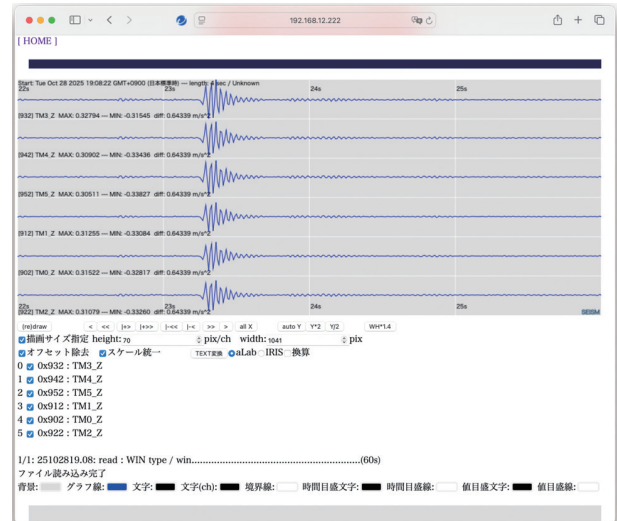 192.168.12.222
[ HOME ]
Start: Tue Oct 28 2025 19:08:22 GMT+0900 (日本標準時) --- length: 4 sec / Unknown
22s 23s 24s 25s
[932] TM3_Z MAX: 0.32794 --- MIN: -0.31545 diff: 0.64339 m/s^2
[942] TM4_Z MAX: 0.30902 --- MIN: -0.33436 diff: 0.64339 m/s^2
[952] TM5_Z MAX: 0.30511 --- MIN: -0.33827 diff: 0.64339 m/s^2
[912] TM1_Z MAX: 0.31255 --- MIN: -0.33084 diff: 0.64339 m/s^2
[902] TM0_Z MAX: 0.31522 --- MIN: -0.32817 diff: 0.64339 m/s^2
22s 23s 24s 25s
[922] TM2_Z MAX: 0.31079 --- MIN: -0.33260 diff: 0.64339 m/s^2 SEISM
(re)draw < << |+> |+>> |-<< |-< >> > all X auto Y Y*2 Y/2 WH*1.4
描画サイズ指定 height: 70 pix/ch width: 1041 pix
オフセット除去 スケール統一 TEXT変換 aLab IRIS 換算
0 0x932 : TM3_Z
1 0x942 : TM4_Z
2 0x952 : TM5_Z
3 0x912 : TM1_Z
4 0x902 : TM0_Z
5 0x922 : TM2_Z
1/1: 25102819.08: read : WIN type / win............................................................(60s)
ファイル読み込み完了
背景: グラフ線: 文字: 文字(ch): 境界線: 時間目盛文字: 時間目盛線: 値目盛文字: 値目盛線: